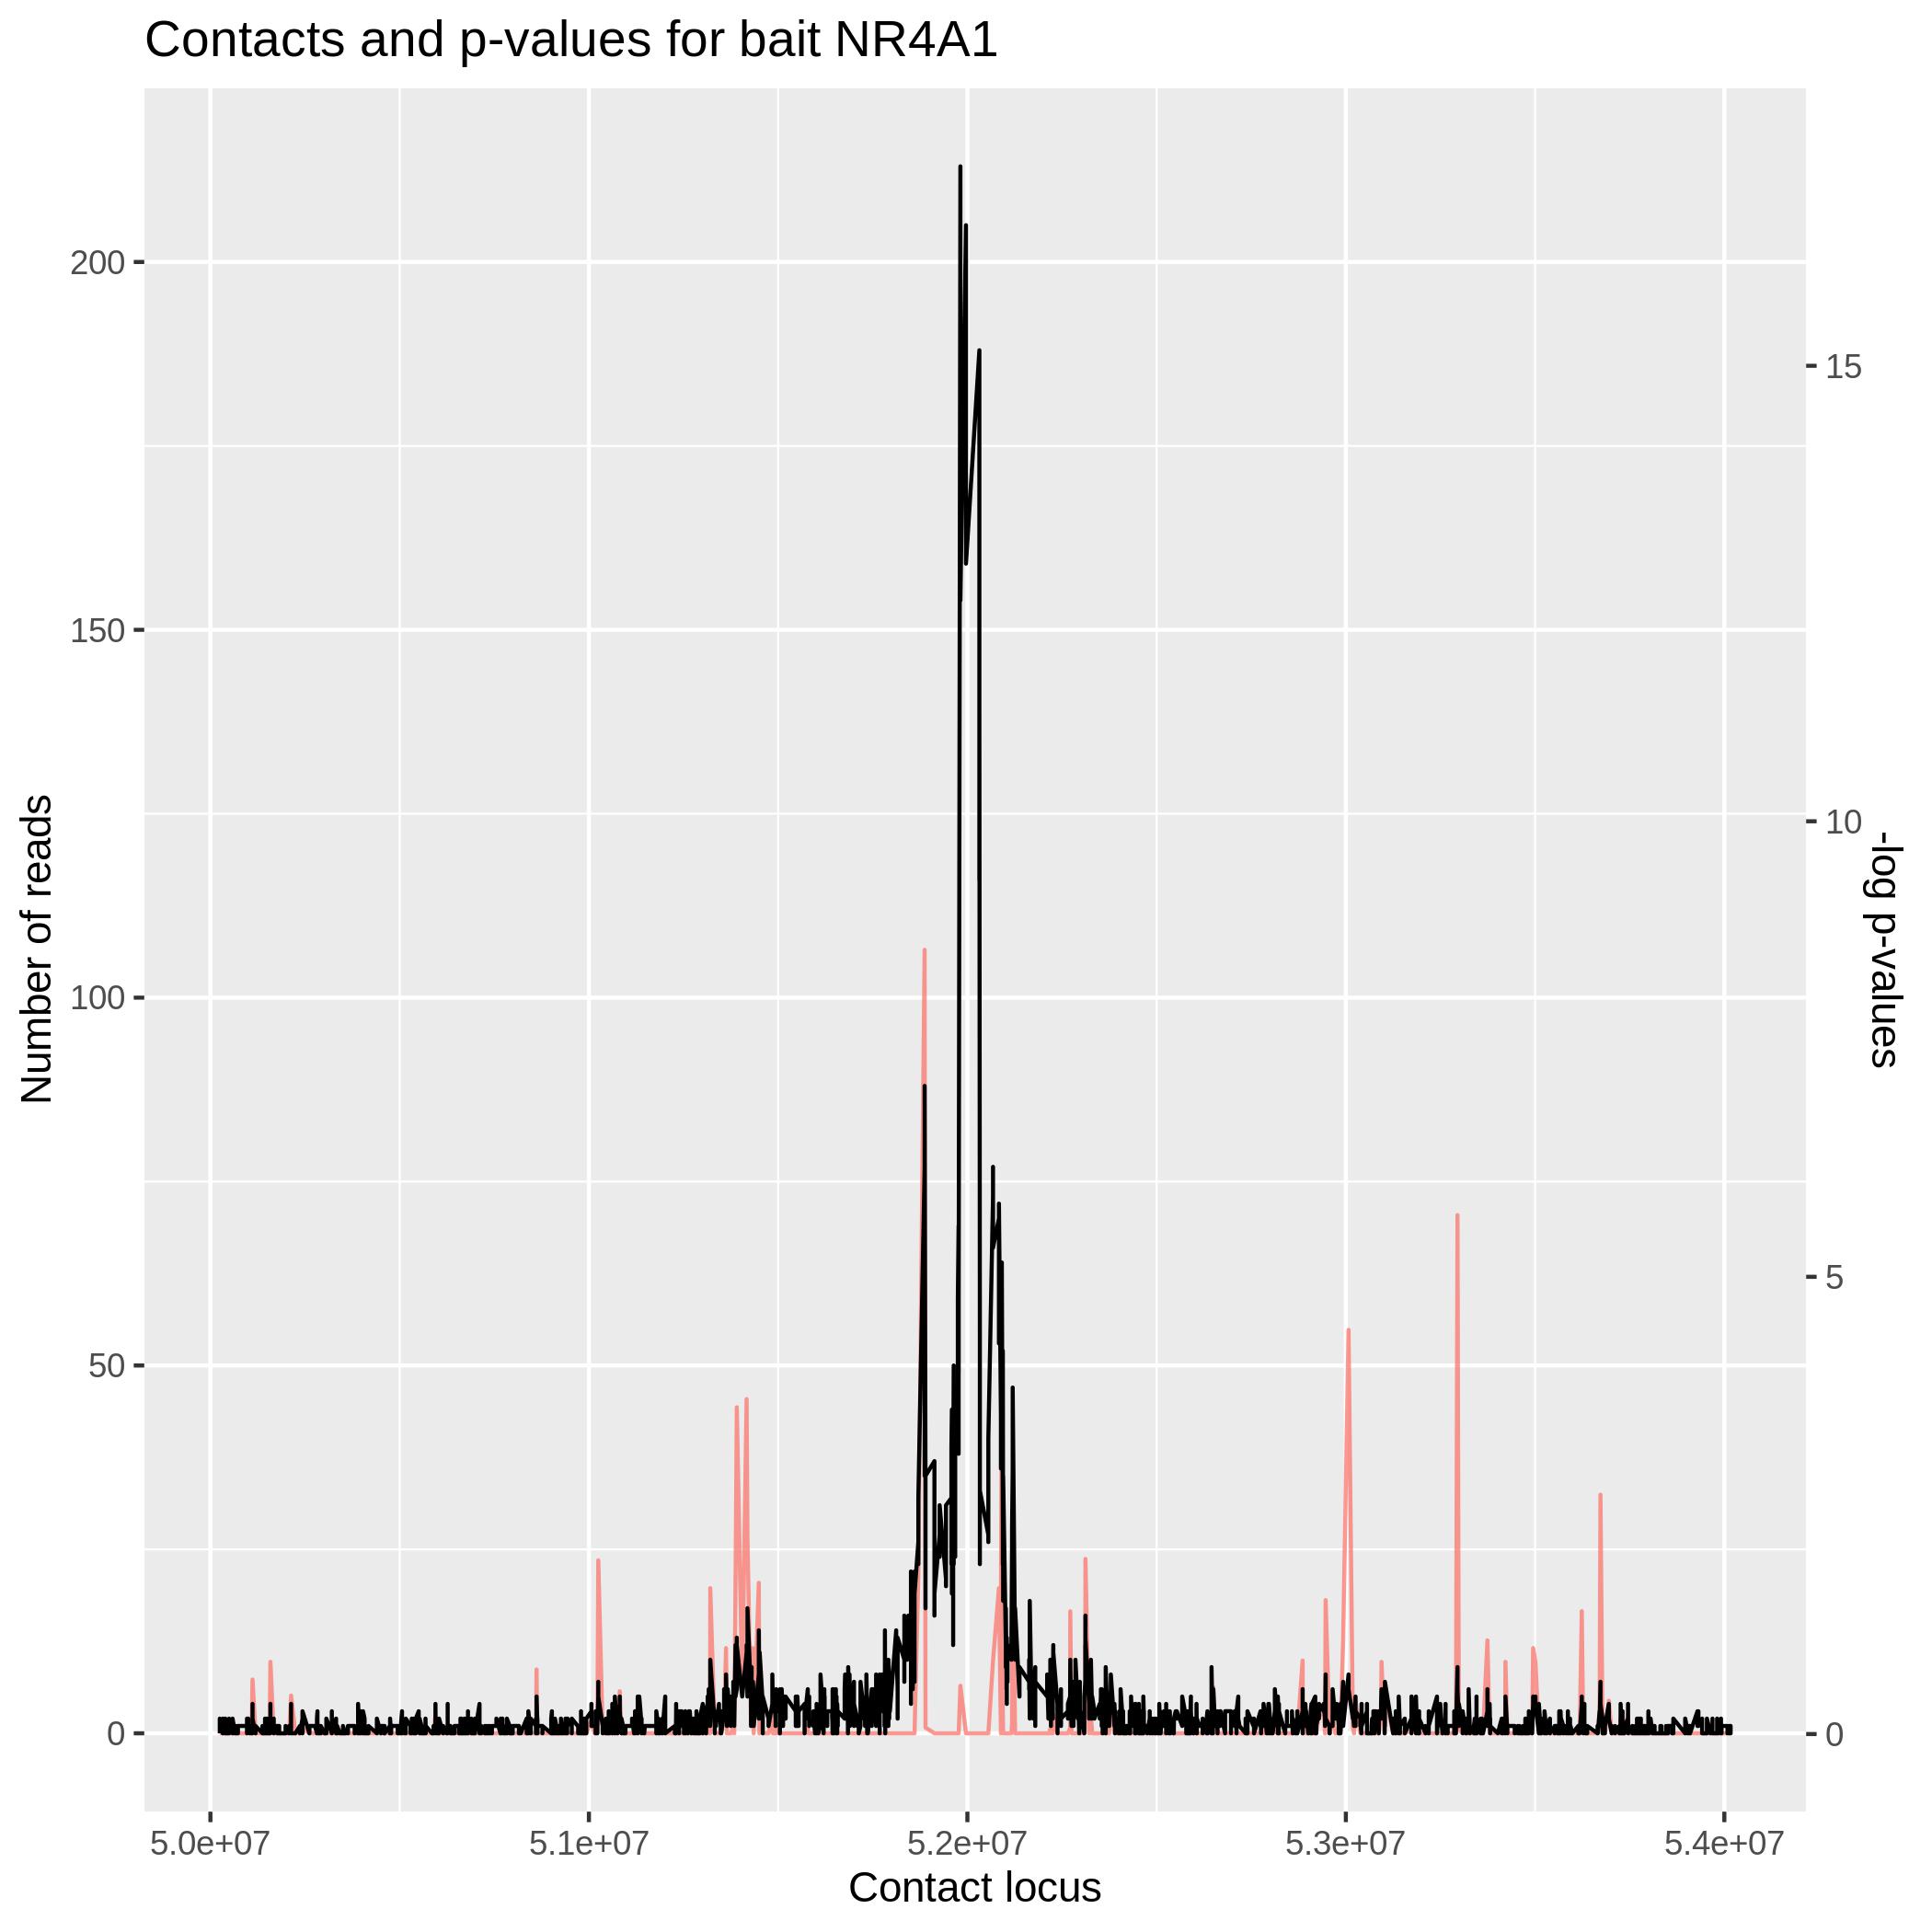 Contacts and p-values for bait NR4A1
Number of reads
200
150
100
50
0
15
10
5
0
-log p-values
5.0e+07 5.1e+07 5.2e+07 5.3e+07 5.4e+07
Contact locus